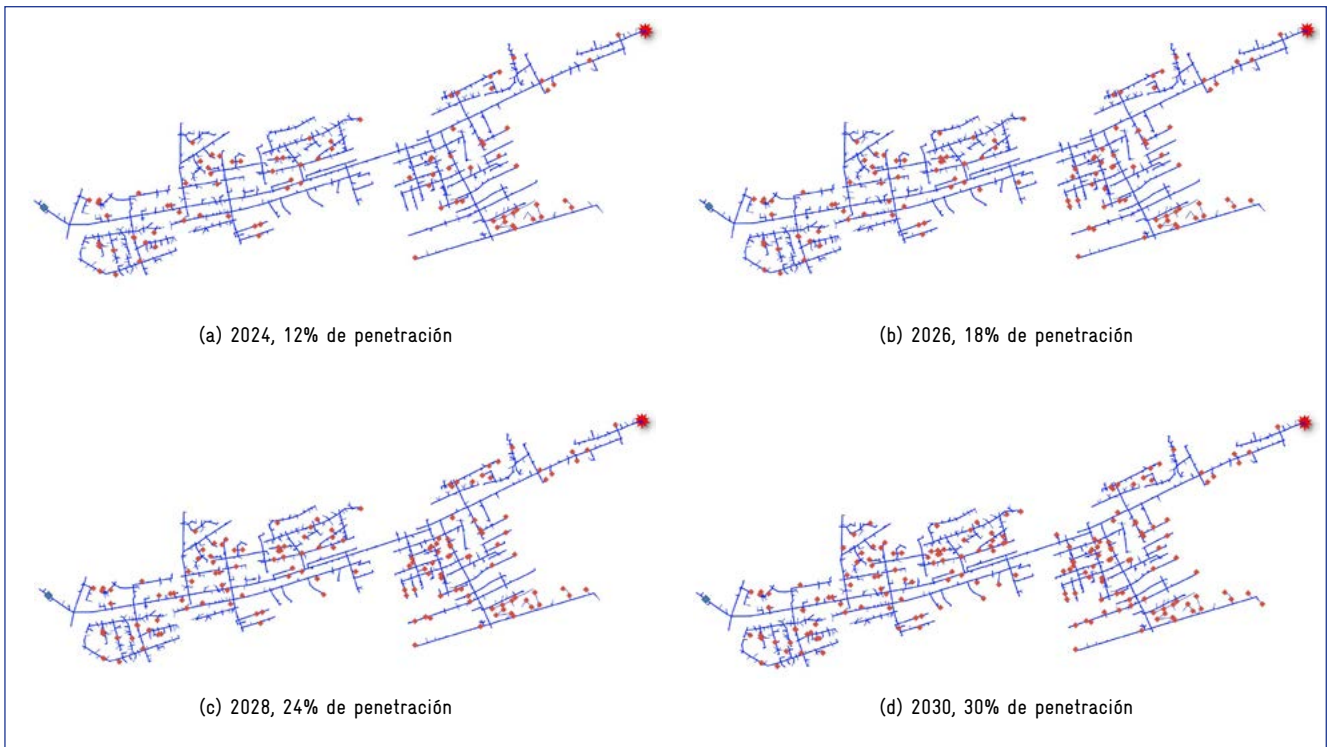 (a) 2024, 12% de penetración
(b) 2026, 18% de penetración
(c) 2028, 24% de penetración
(d) 2030, 30% de penetración